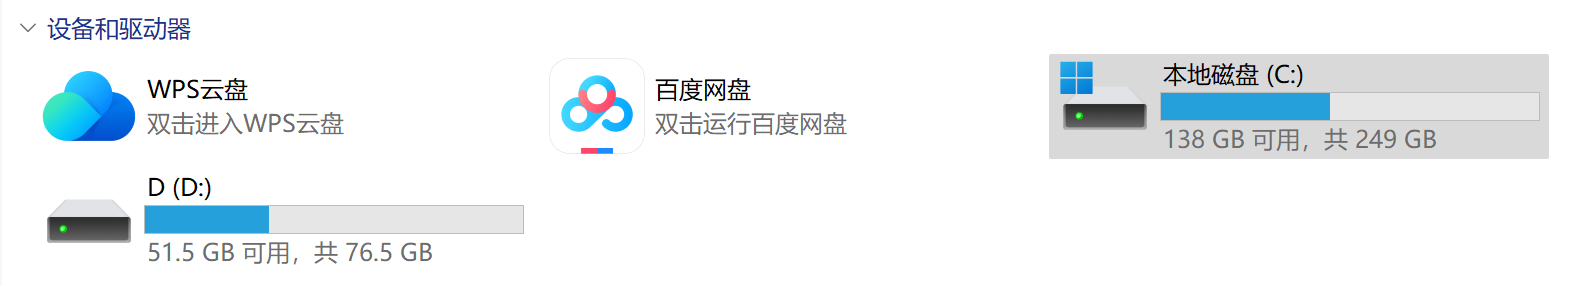 设备和驱动器
WPS云盘
双击进入WPS云盘
百度网盘
双击运行百度网盘
本地磁盘 (C:)
138 GB 可用，共 249 GB
D (D:)
51.5 GB 可用，共 76.5 GB